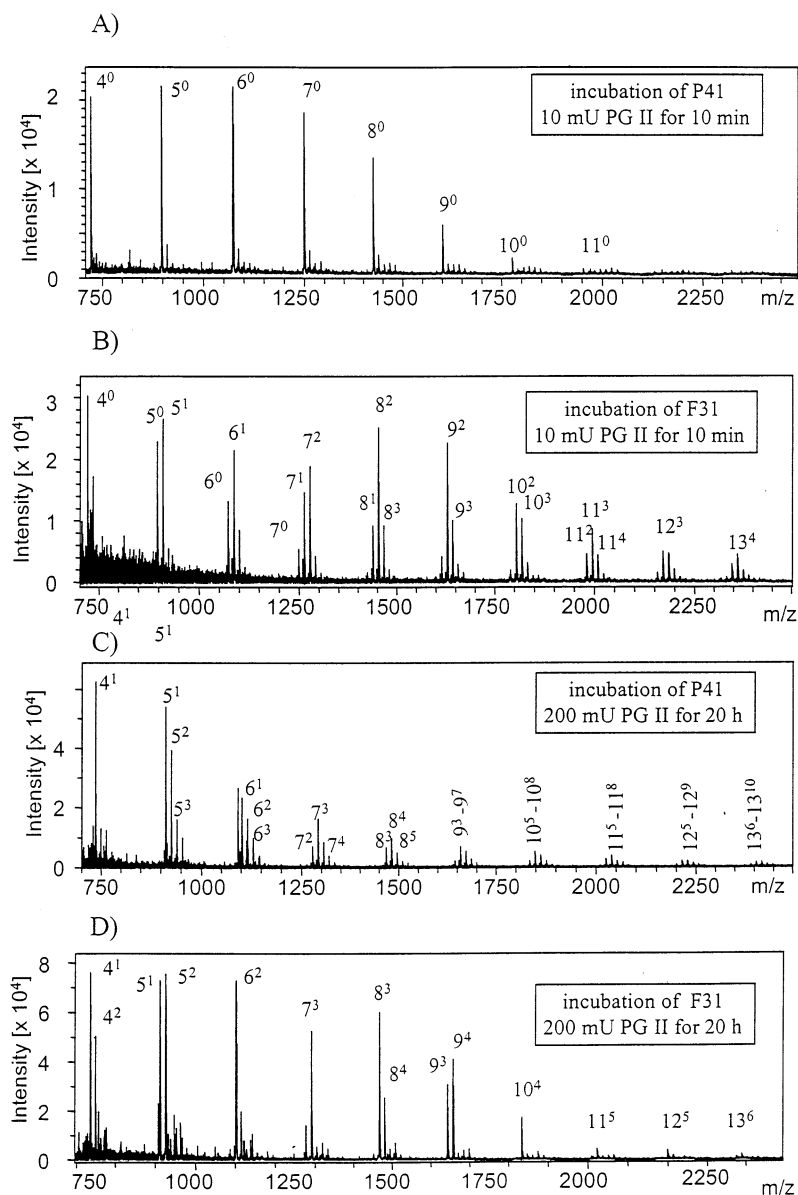 A)
Intensity [x 10⁴]
2
1
0
4⁰ 5⁰ 6⁰ 7⁰ 8⁰ 9⁰ 10⁰ 11⁰
incubation of P41
10 mU PG II for 10 min
750 1000 1250 1500 1750 2000 2250 m/z
B)
Intensity [x 10⁴]
3
2
1
0
4⁰ 5⁰ 5¹ 6⁰ 6¹ 7⁰ 7¹ 7² 8¹ 8² 8³ 9² 9³ 10² 10³ 11² 11³ 11⁴ 12³ 13⁴
incubation of F31
10 mU PG II for 10 min
750 1000 1250 1500 1750 2000 2250 m/z
4¹
5¹
C)
Intensity [x 10⁴]
4
2
0
4¹ 5¹ 5² 5³ 6¹ 6² 6³ 7² 7³ 7⁴ 8³ 8⁴ 8⁵ 9³-9⁷ 10⁵-10⁸ 11⁵-11⁸ 12⁵-12⁹ 13⁶-13¹⁰
incubation of P41
200 mU PG II for 20 h
750 1000 1250 1500 1750 2000 2250 m/z
D)
Intensity [x 10⁴]
8
6
4
2
0
4¹ 4² 5¹ 5² 6² 7³ 8³ 8⁴ 9³ 9⁴ 10⁴ 11⁵ 12⁵ 13⁶
incubation of F31
200 mU PG II for 20 h
750 1000 1250 1500 1750 2000 2250 m/z